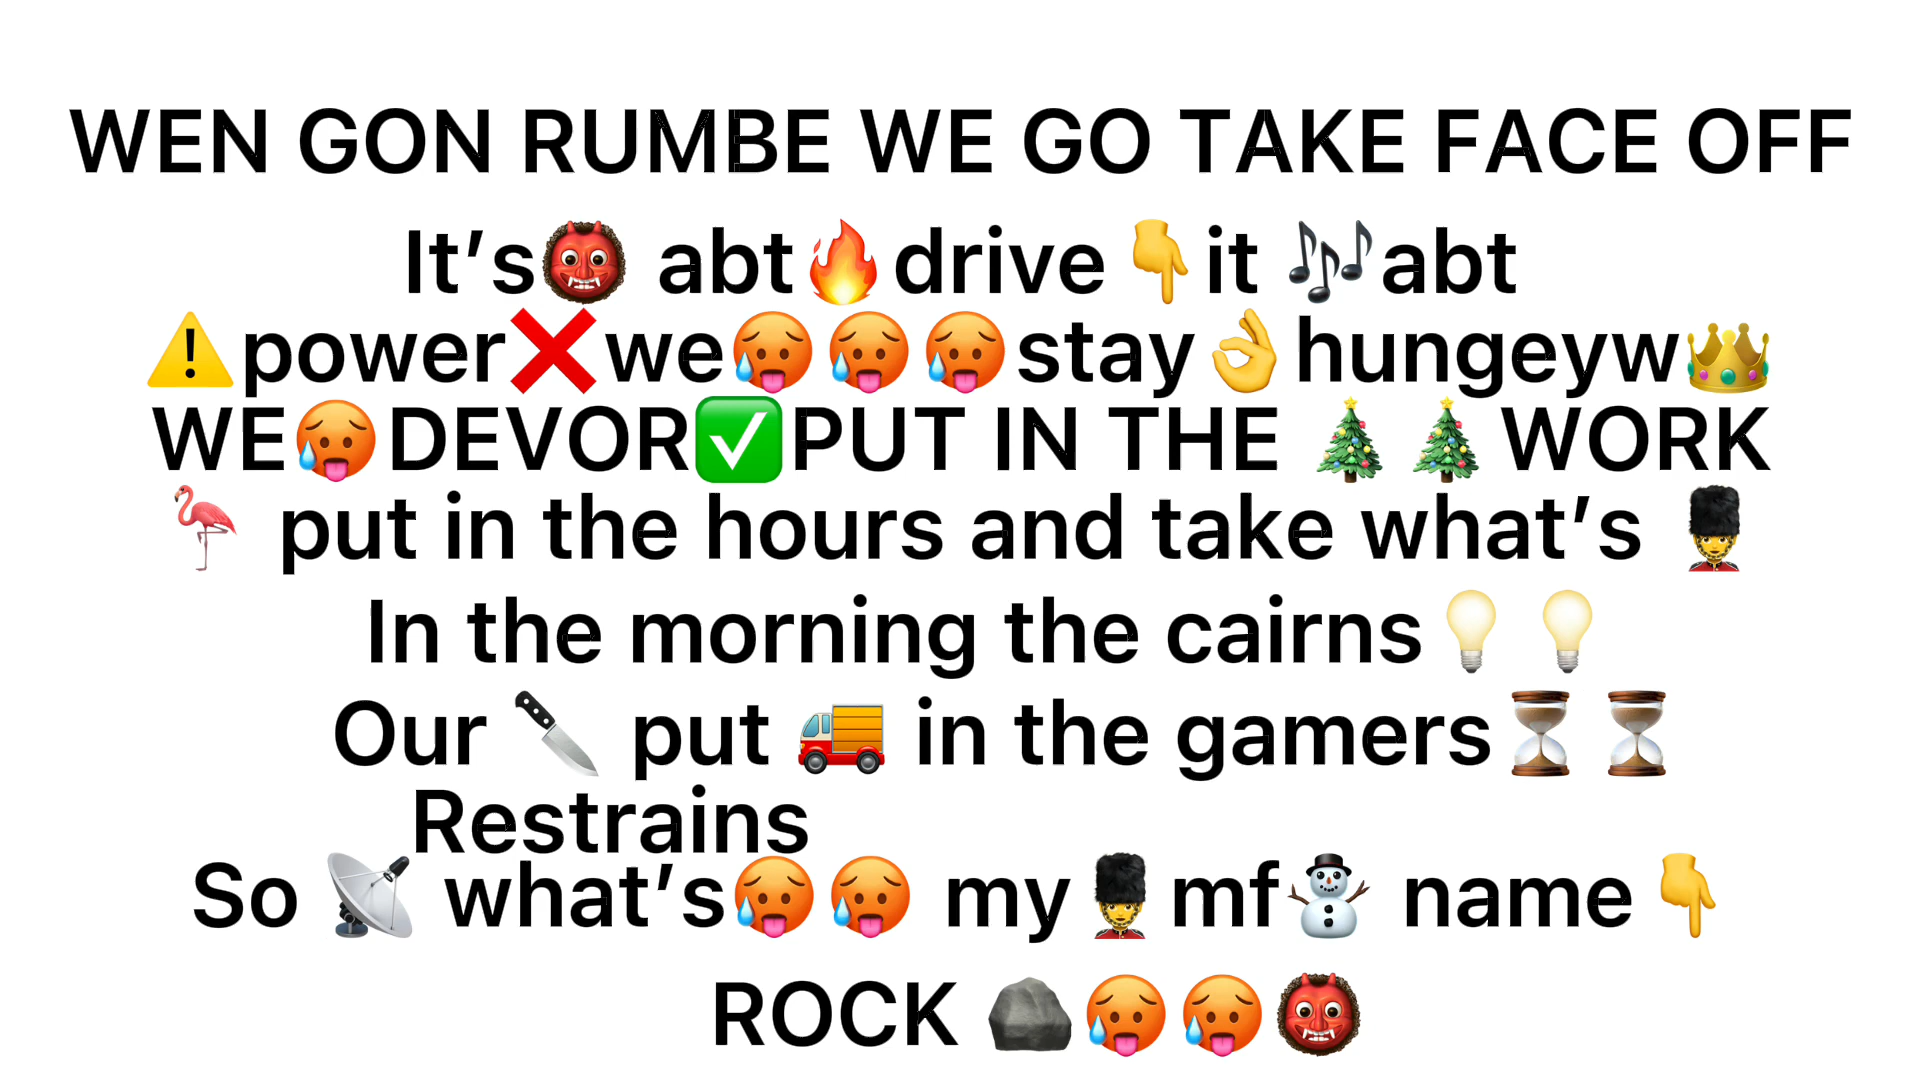 WEN GON RUMBE WE GO TAKE FACE OFF
It’s👹 abt🔥drive👇it 🎶abt
⚠️power❌we🥵🥵🥵stay👌hungeyw👑
WE🥵DEVOR✅PUT IN THE 🎄🎄WORK
🦩 put in the hours and take what’s 💂
In the morning the cairns💡💡
Our 🔪 put 🚚 in the gamers⏳⏳
Restrains
So 📡what’s🥵🥵 my💂mf⛄ name👇
ROCK 🪨🥵🥵👹